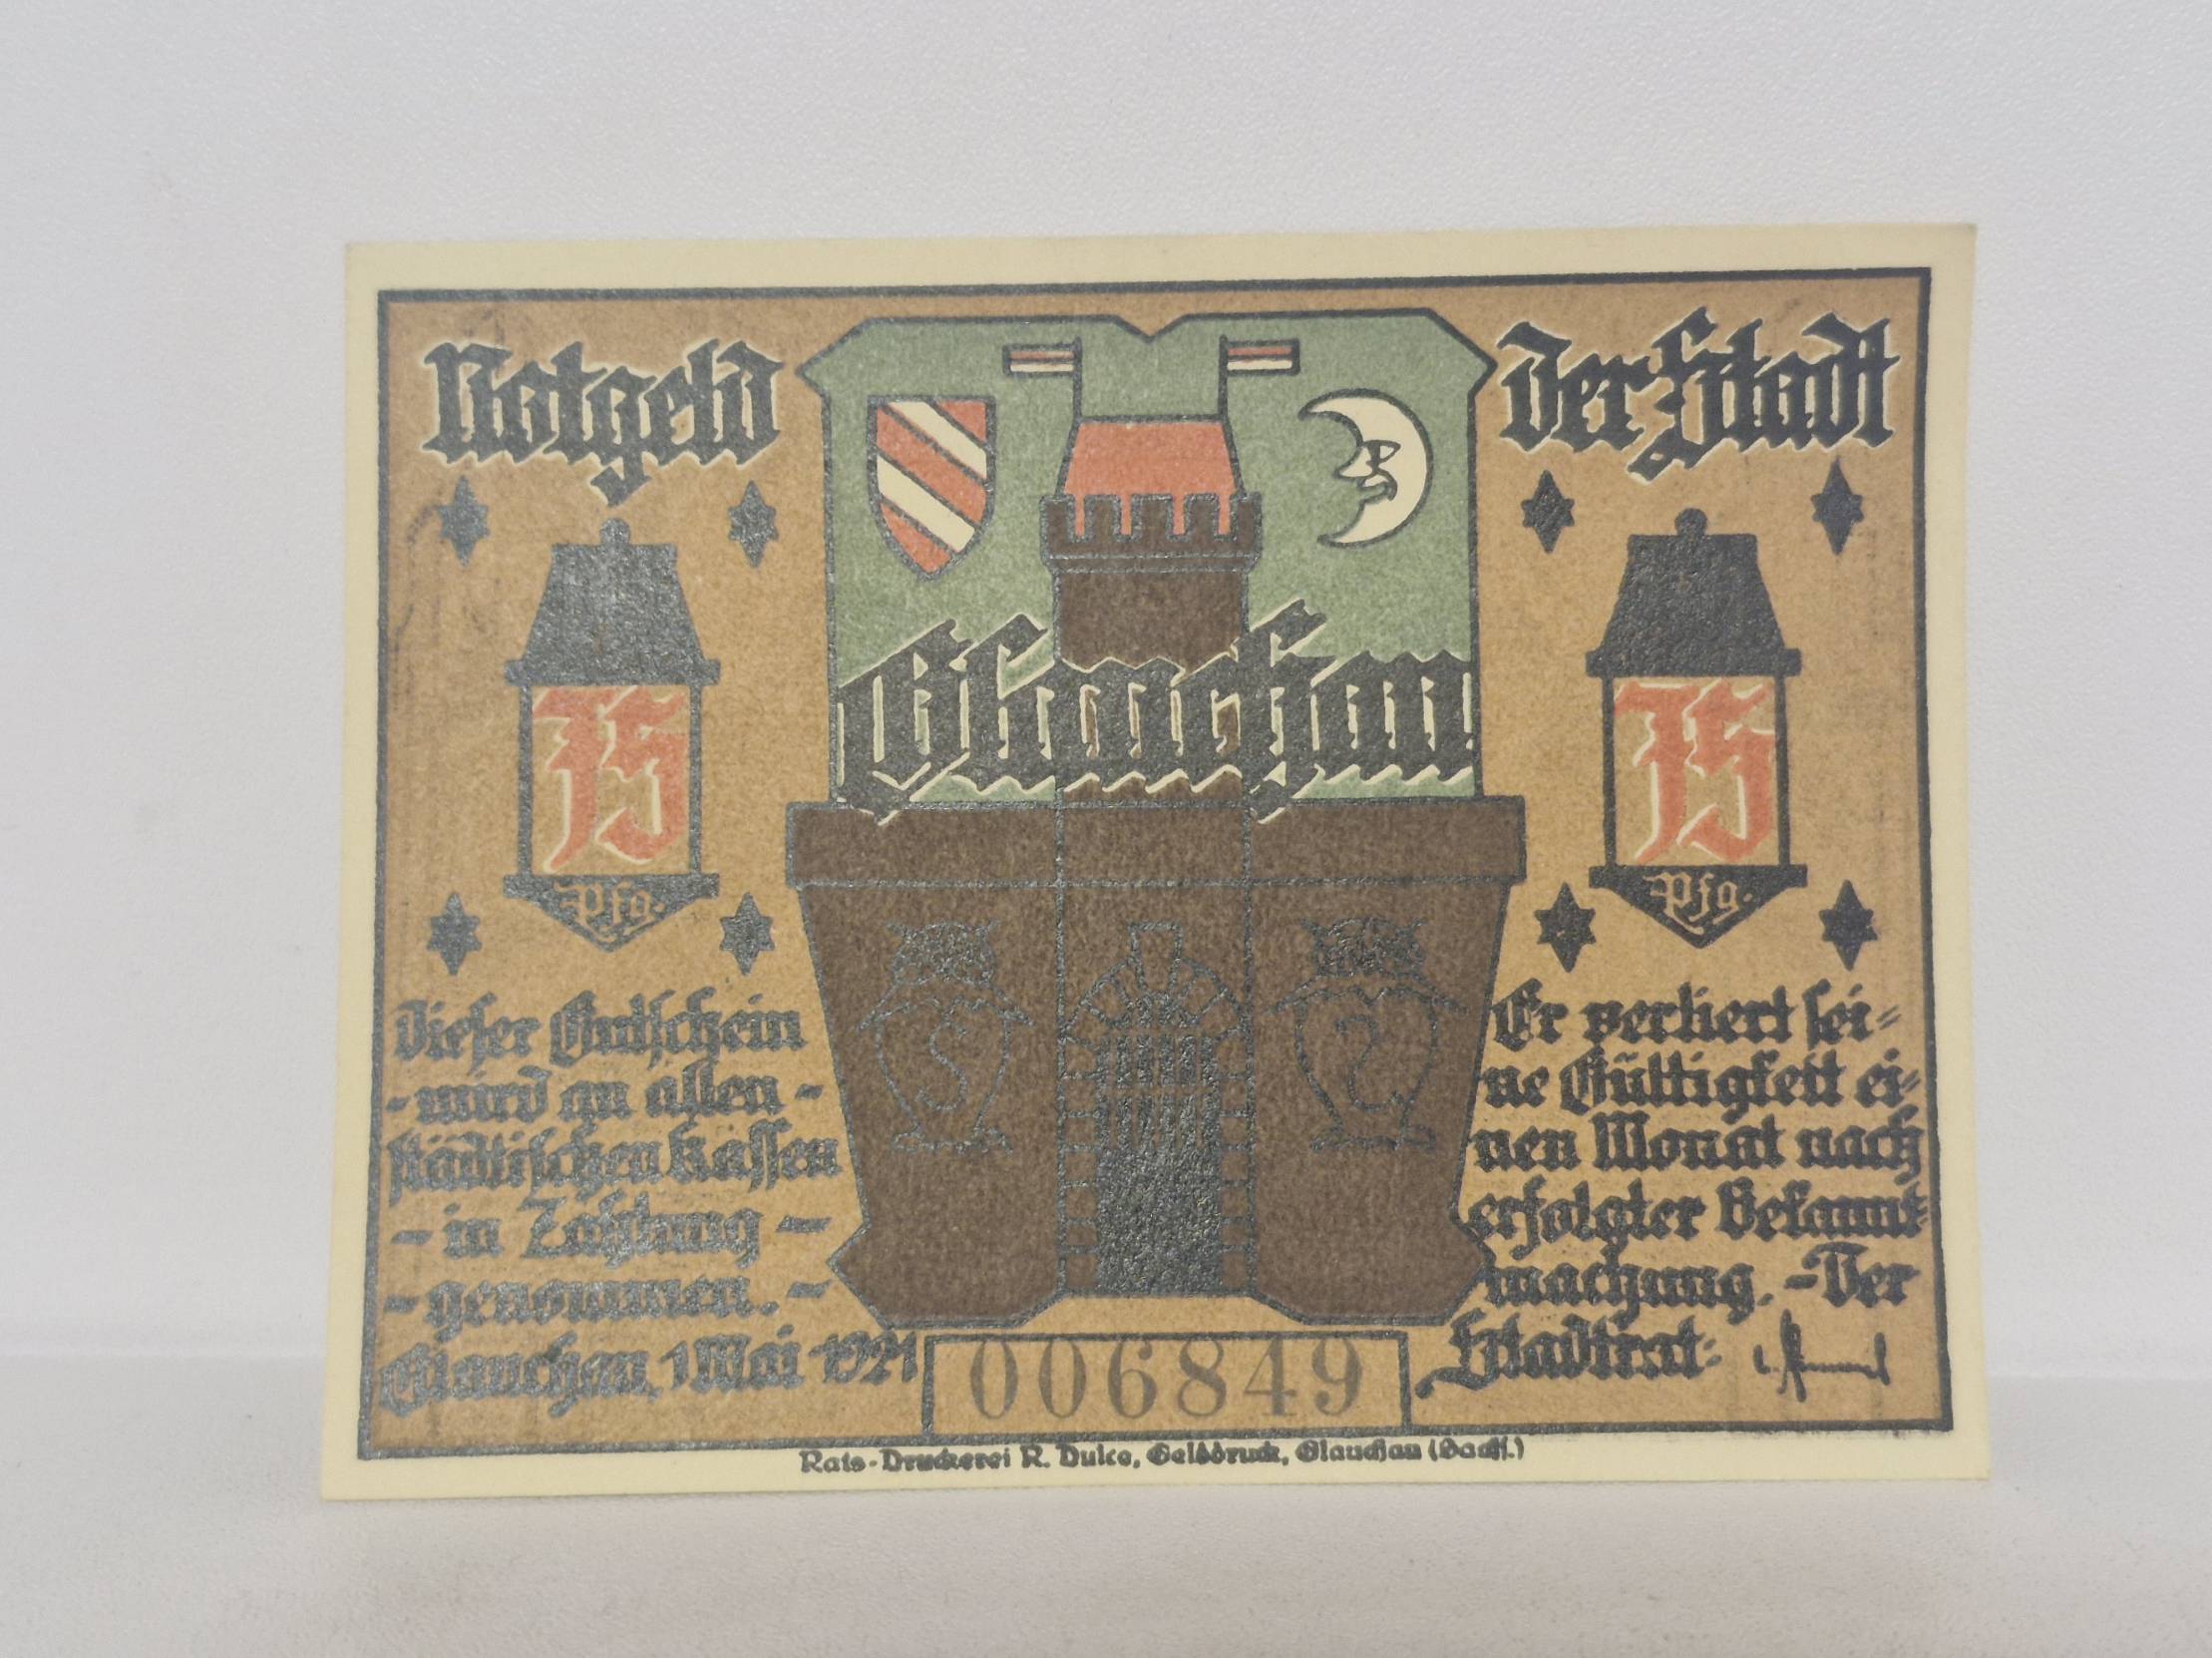 Notgeld
der Stadt
Glauchau
75
Pfg.
75
Pfg.
S
2
Dieser Gutschein
- wird an allen -
städtischen Kassen
- in Zahlung -
- genommen. -
Glauchau, 1 Mai 1921
Er verliert sei=
ne Gültigkeit ei=
nen Monat nach
erfolgter Bekannt
machung. - Der
Stadtrat=
006849
Rats-Druckerei R. Dulce, Gelddruck, Glauchau (Sachs.)